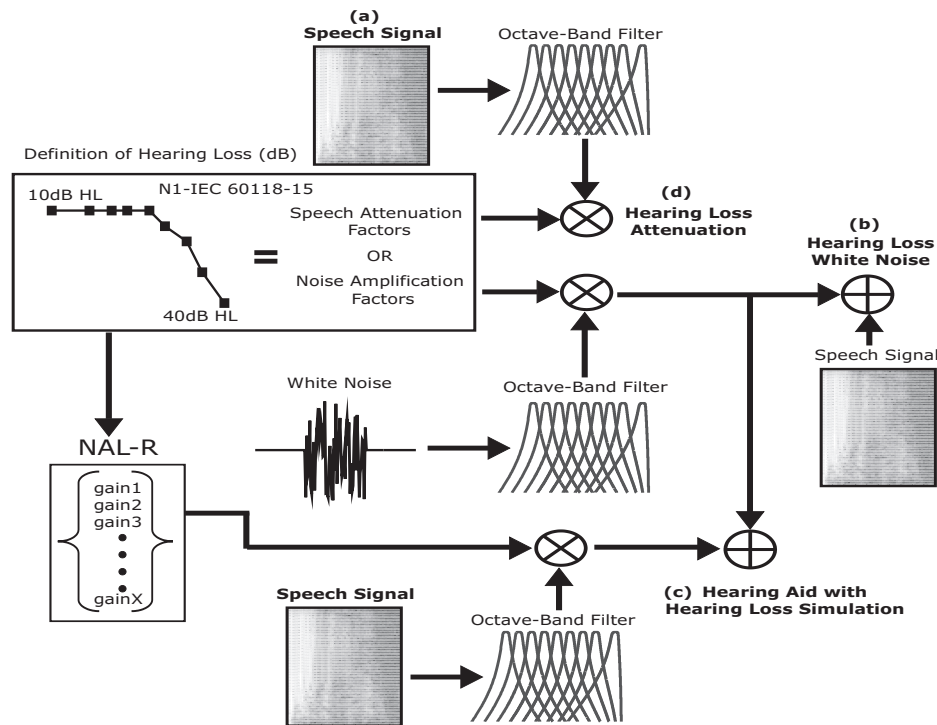 (a)
Speech Signal
Octave-Band Filter
Definition of Hearing Loss (dB)
10dB HL
N1-IEC 60118-15
40dB HL
=
Speech Attenuation
Factors
OR
Noise Amplification
Factors
(d)
Hearing Loss
Attenuation
(b)
Hearing Loss
White Noise
Speech Signal
White Noise
Octave-Band Filter
NAL-R
gain1
gain2
gain3
gainX
Speech Signal
Octave-Band Filter
(c) Hearing Aid with
Hearing Loss Simulation